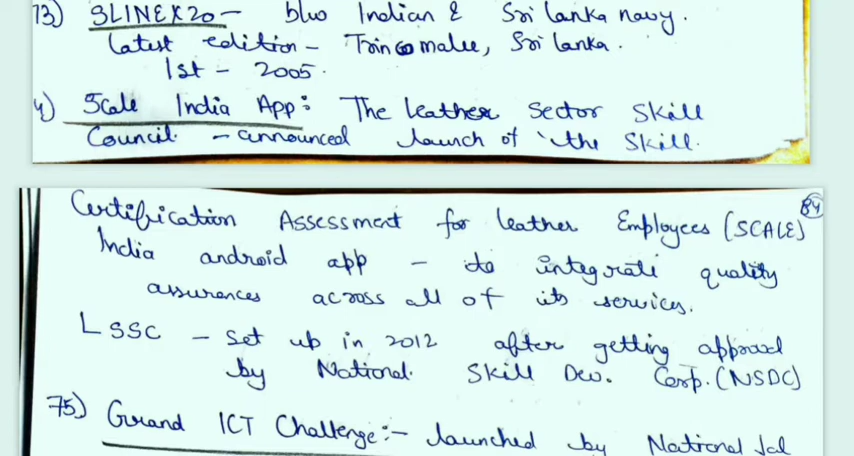 73) SLINEX20 - b/w Indian & Sri Lanka navy.
Latest edition - Trincomalee, Sri Lanka.
1st - 2005.
4) Scale India App: The leather Sector Skill
Council. - announced launch of the Skill.
84
Certification Assessment for leather Employees (SCALE)
India android app - to integrate quality
assurances across all of its services.
LSSC - Set up in 2012 after getting approval
by National. Skill Dev. Corp. (NSDC)
75) Grand ICT Challenge:- launched by National Jal